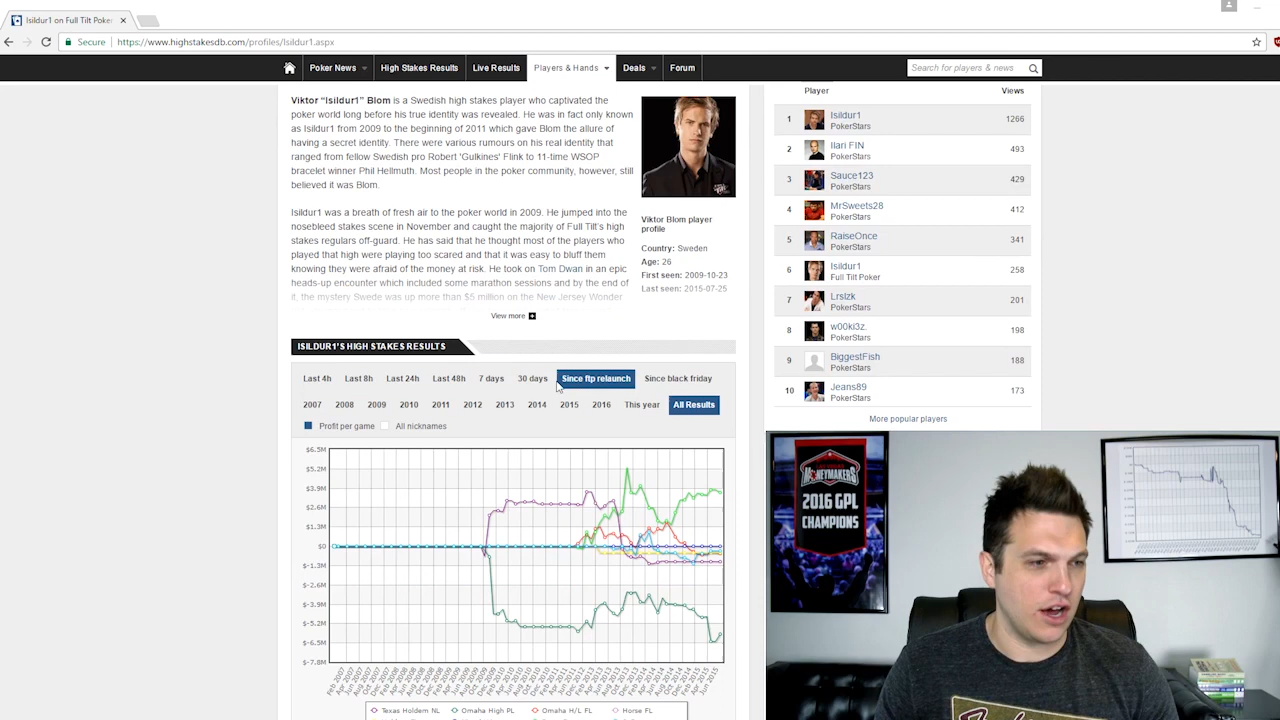 Isildur1 on Full Tilt Poker
Secure
https://www.highstakesdb.com/profiles/Isildur1.aspx
Poker News
High Stakes Results
Live Results
Players & Hands
Deals
Forum
Search for players & news
Viktor "Isildur1" Blom is a Swedish high stakes player who captivated the
poker world long before his true identity was revealed. He was in fact only known
as Isildur1 from 2009 to the beginning of 2011 which gave Blom the allure of
having a secret identity. There were various rumours on his real identity that
ranged from fellow Swedish pro Robert 'Gulkines' Flink to 11-time WSOP
bracelet winner Phil Hellmuth. Most people in the poker community, however, still
believed it was Blom.
Isildur1 was a breath of fresh air to the poker world in 2009. He jumped into the
nosebleed stakes scene in November and caught the majority of Full Tilt's high
stakes regulars off-guard. He has said that he thought most of the players who
played that high were playing too scared and that it was easy to bluff them
knowing they were afraid of the money at risk. He took on Tom Dwan in an epic
heads-up encounter which included some marathon sessions and by the end of
it, the mystery Swede was up more than $5 million on the New Jersey Wonder
View more
Viktor Blom player
profile
Country: Sweden
Age: 26
First seen: 2009-10-23
Last seen: 2015-07-25
ISILDUR1'S HIGH STAKES RESULTS
Last 4h Last 8h Last 24h Last 48h 7 days 30 days Since ftp relaunch Since black friday
2007 2008 2009 2010 2011 2012 2013 2014 2015 2016 This year All Results
Profit per game All nicknames
$6.5M
$5.2M
$3.9M
$2.6M
$1.3M
$0
$-1.3M
$-2.6M
$-3.9M
$-5.2M
$-6.5M
$-7.8M
Texas Holdem NL Omaha High PL Omaha H/L FL Horse FL
Player Views
1 Isildur1 1266
PokerStars
2 Ilari FIN 493
PokerStars
3 Sauce123 429
PokerStars
4 MrSweets28 412
PokerStars
5 RaiseOnce 341
PokerStars
6 Isildur1 258
Full Tilt Poker
7 Lrslzk 201
PokerStars
8 w00ki3z. 198
PokerStars
9 BiggestFish 188
PokerStars
10 Jeans89 173
PokerStars
More popular players
LAS VEGAS
MONEYMAKERS
2016 GPL
CHAMPIONS